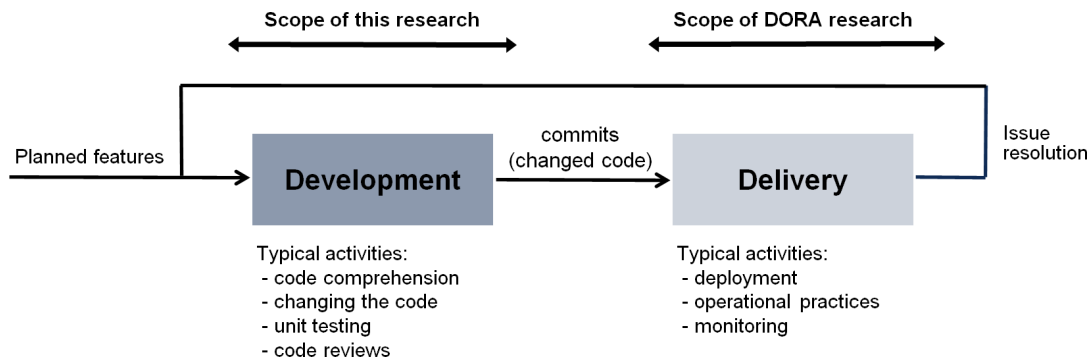 Scope of this research
Scope of DORA research
Planned features
Development
commits
(changed code)
Delivery
Issue
resolution
Typical activities:
- code comprehension
- changing the code
- unit testing
- code reviews
Typical activities:
- deployment
- operational practices
- monitoring